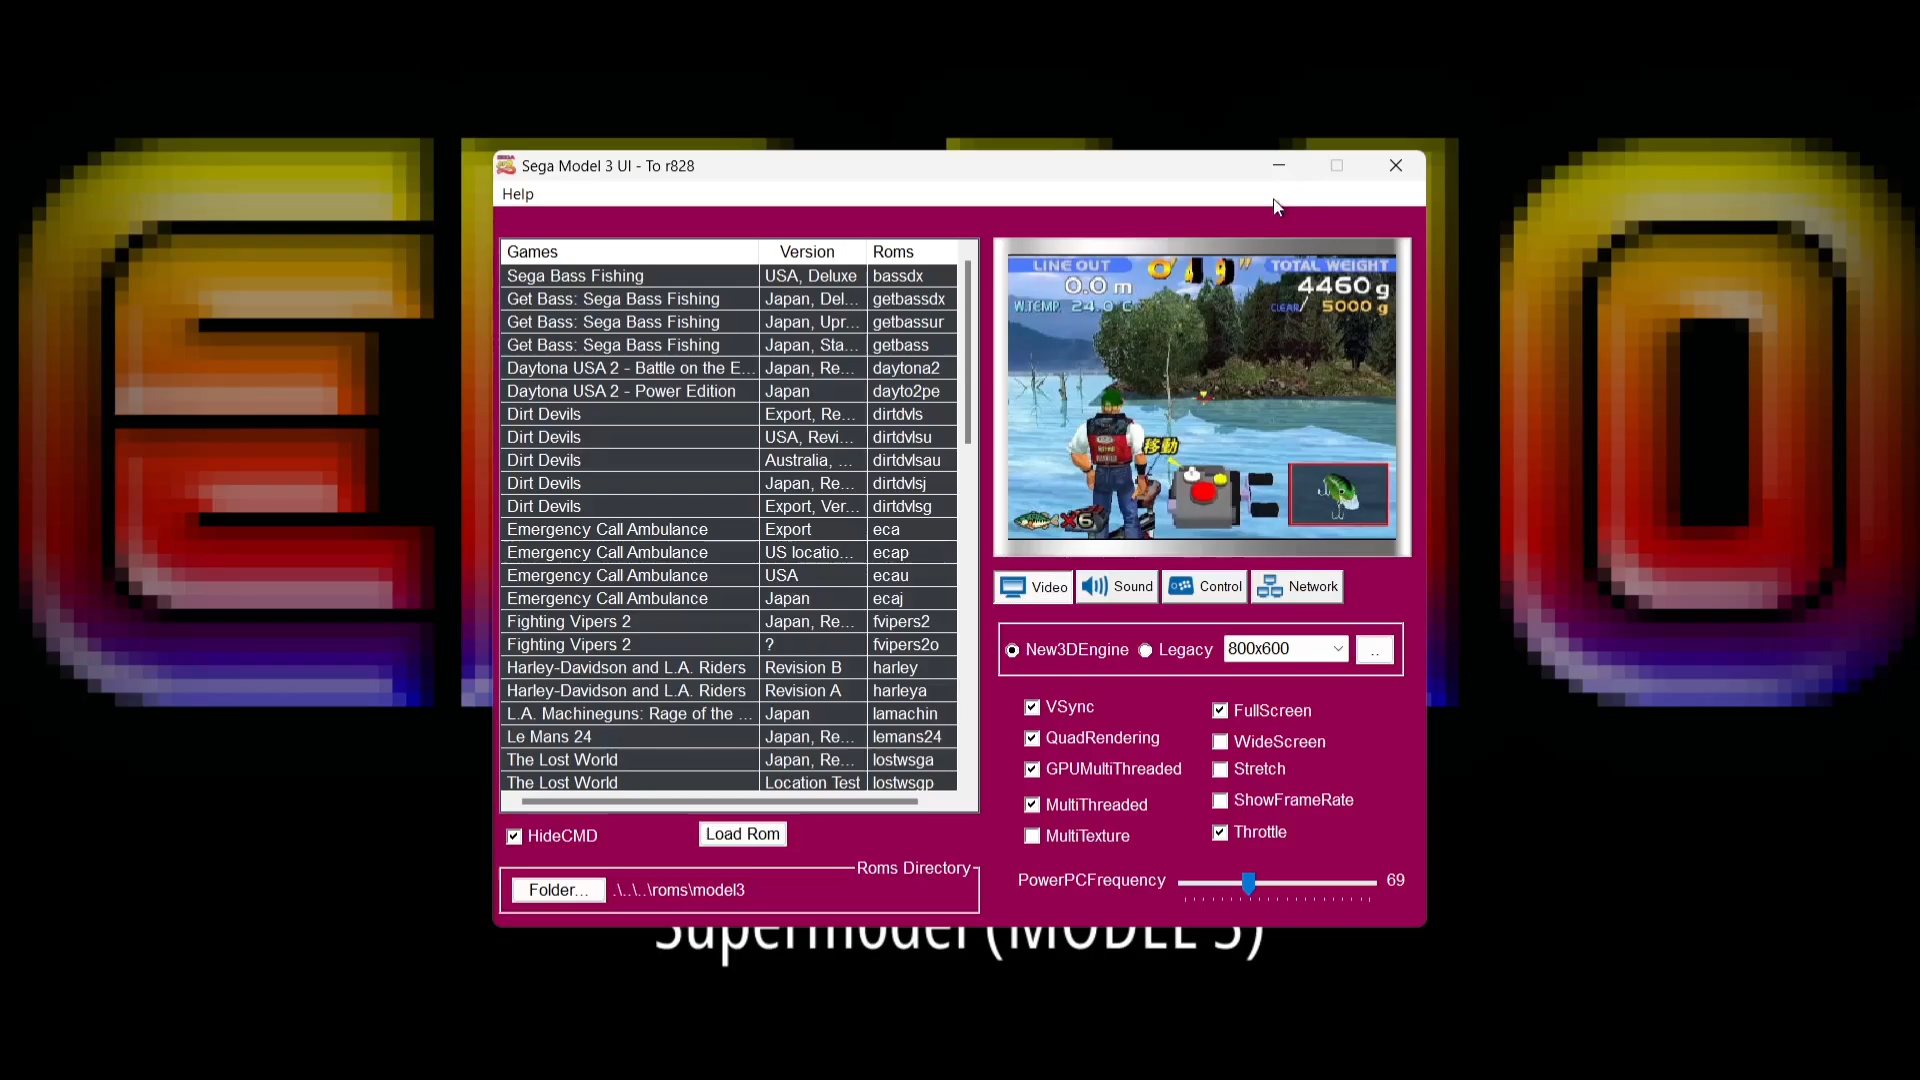 Sega Model 3 UI - To r828
Help
Games Version Roms
Sega Bass Fishing USA, Deluxe bassdx
Get Bass: Sega Bass Fishing Japan, Del... getbassdx
Get Bass: Sega Bass Fishing Japan, Upr... getbassur
Get Bass: Sega Bass Fishing Japan, Sta... getbass
Daytona USA 2 - Battle on the E... Japan, Re... daytona2
Daytona USA 2 - Power Edition Japan dayto2pe
Dirt Devils Export, Re... dirtdvls
Dirt Devils USA, Revi... dirtdvlsu
Dirt Devils Australia, ... dirtdvlsau
Dirt Devils Japan, Re... dirtdvlsj
Dirt Devils Export, Ver... dirtdvlsg
Emergency Call Ambulance Export eca
Emergency Call Ambulance US locatio... ecap
Emergency Call Ambulance USA ecau
Emergency Call Ambulance Japan ecaj
Fighting Vipers 2 Japan, Re... fvipers2
Fighting Vipers 2 ? fvipers2o
Harley-Davidson and L.A. Riders Revision B harley
Harley-Davidson and L.A. Riders Revision A harleya
L.A. Machineguns: Rage of the ... Japan lamachin
Le Mans 24 Japan, Re... lemans24
The Lost World Japan, Re... lostwsga
The Lost World Location Test lostwsgp
HideCMD
Load Rom
Roms Directory
Folder... .\..\..\roms\model3
LINE OUT 0'19" TOTAL WEIGHT
0.0 m 4460 g
W.TEMP. 24.0 C CLEAR/ 5000 g
移動
X6
Video Sound Control Network
New3DEngine Legacy 800x600 ..
VSync
QuadRendering
GPUMultiThreaded
MultiThreaded
MultiTexture
FullScreen
WideScreen
Stretch
ShowFrameRate
Throttle
PowerPCFrequency 69
Supermodel (MODEL 3)